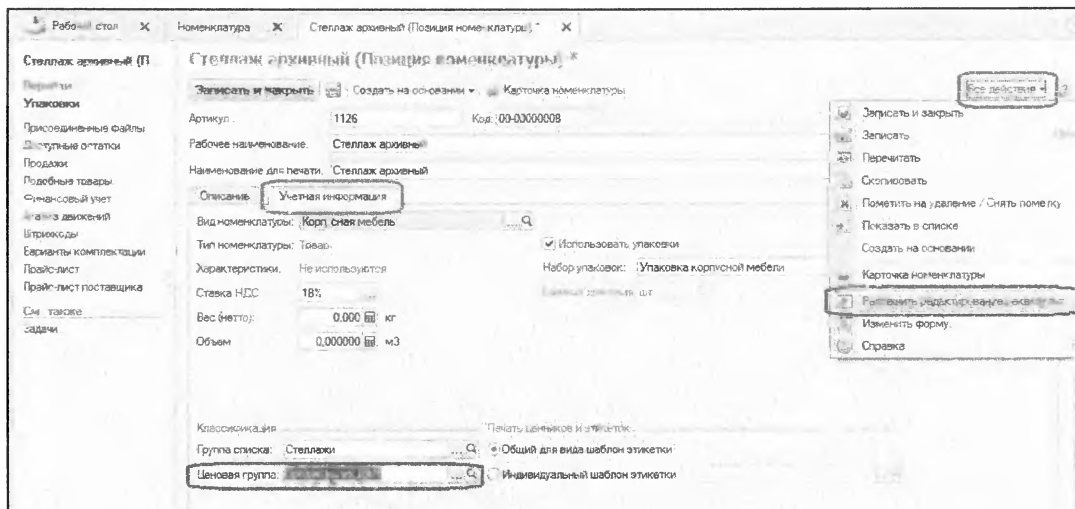 Рабочий стол Номенклатура Стеллаж архивный (Позиция номенклатуры) *
Стеллаж архивный (П
Стеллаж архивный (Позиция номенклатуры) *
Перейти
Упаковки
Присоединенные файлы
Доступные остатки
Продажи
Подобные товары
Финансовый учет
движений
Штрихкоды
Варианты комплектации
Прайс-лист
Прайс-лист поставщика
См. также
Задачи
Записать и закрыть Создать на основании Карточка номенклатуры Все действия
Артикул: 1126 Код: 00-00000008
Рабочее наименование: Стеллаж архивный
Наименование для печати: Стеллаж архивный
Описание Учетная информация
Вид номенклатуры: Корпусная мебель ...
Тип номенклатуры: Товар Использовать упаковки
Характеристики: Не используются Набор упаковок: Упаковка корпусной мебели
Ставка НДС 18% ... шт
Вес (нетто): 0,000 кг
Объем 0,000000 м3
Классификация Печать ценников и этикеток
Группа списка: Стеллажи ... Общий для вида шаблон этикетки
Ценовая группа: ... Индивидуальный шаблон этикетки
Записать и закрыть
Записать
Перечитать
Скопировать
Пометить на удаление / Снять пометку
Показать в списке
Создать на основании
Карточка номенклатуры
редактирование
Изменить форму.
Справка